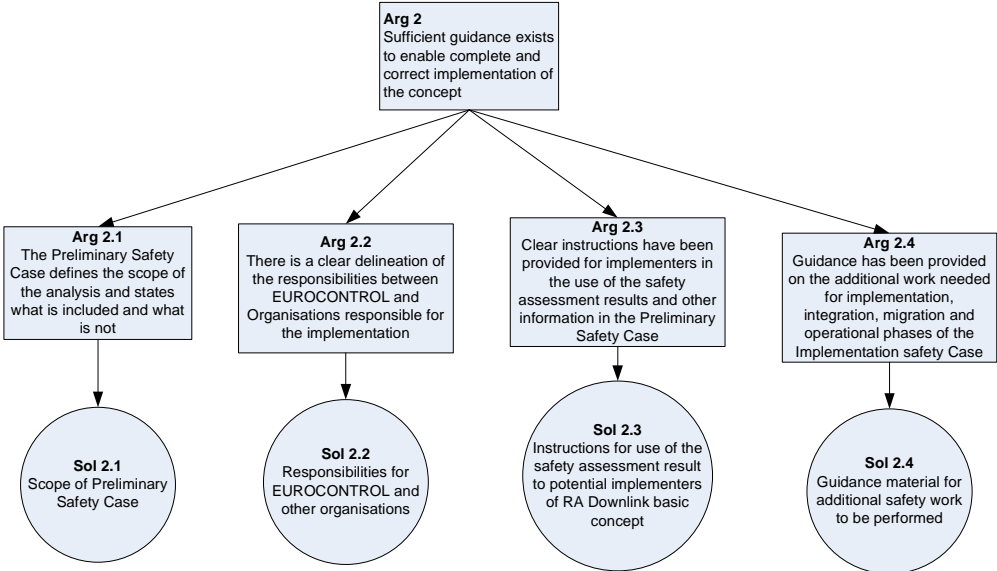 Arg 2
Sufficient guidance exists
to enable complete and
correct implementation of
the concept
Arg 2.1
The Preliminary Safety
Case defines the scope of
the analysis and states
what is included and what
is not
Arg 2.2
There is a clear delineation of
the responsibilities between
EUROCONTROL and
Organisations responsible for
the implementation
Arg 2.3
Clear instructions have been
provided for implementers in
the use of the safety
assessment results and other
information in the Preliminary
Safety Case
Arg 2.4
Guidance has been provided
on the additional work needed
for implementation,
integration, migration and
operational phases of the
Implementation safety Case
Sol 2.1
Scope of Preliminary
Safety Case
Sol 2.2
Responsibilities for
EUROCONTROL and
other organisations
Sol 2.3
Instructions for use of the
safety assessment result
to potential implementers
of RA Downlink basic
concept
Sol 2.4
Guidance material for
additional safety work
to be performed